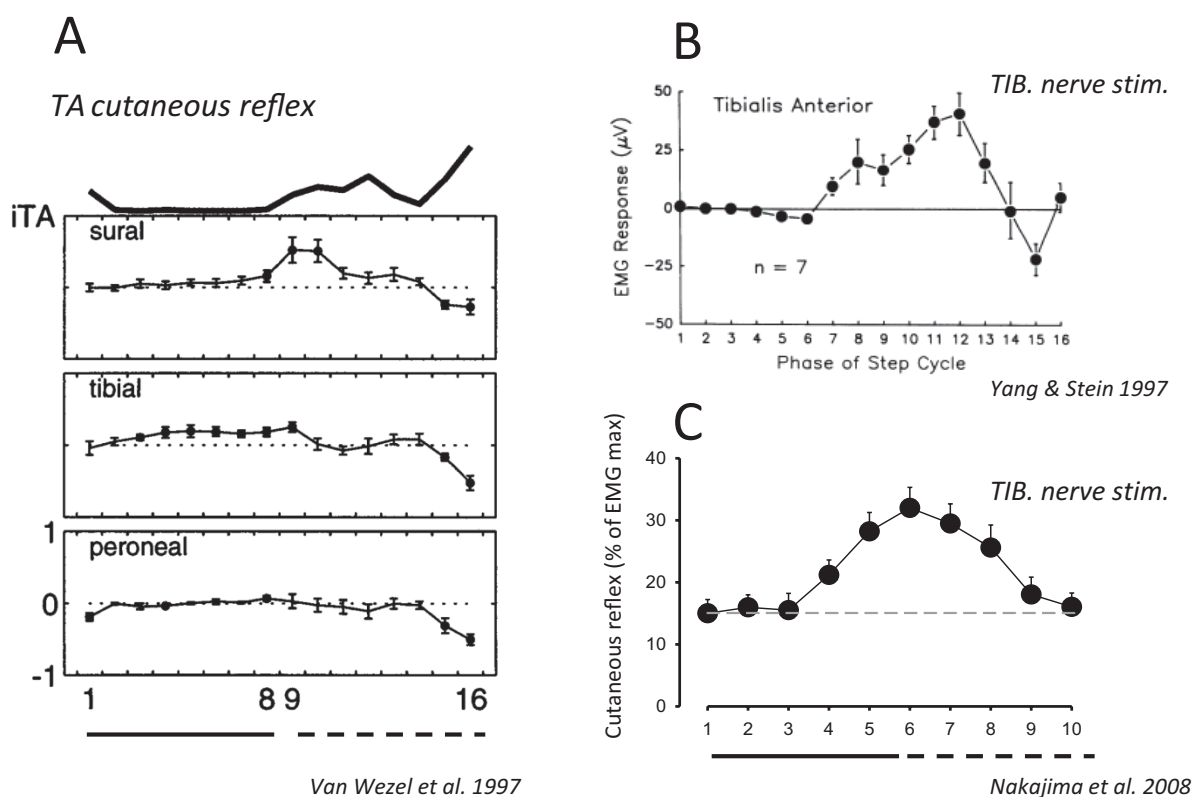 A
TA cutaneous reflex
iTA
sural
tibial
1
peroneal
0
-1
1 8 9 16
Van Wezel et al. 1997
B
TIB. nerve stim.
Tibialis Anterior
EMG Response (μV)
50
25
0
−25
−50
n = 7
1 2 3 4 5 6 7 8 9 10 11 12 13 14 15 16
Phase of Step Cycle
Yang & Stein 1997
C
TIB. nerve stim.
Cutaneous reflex (% of EMG max)
40
30
20
10
0
1 2 3 4 5 6 7 8 9 10
Nakajima et al. 2008